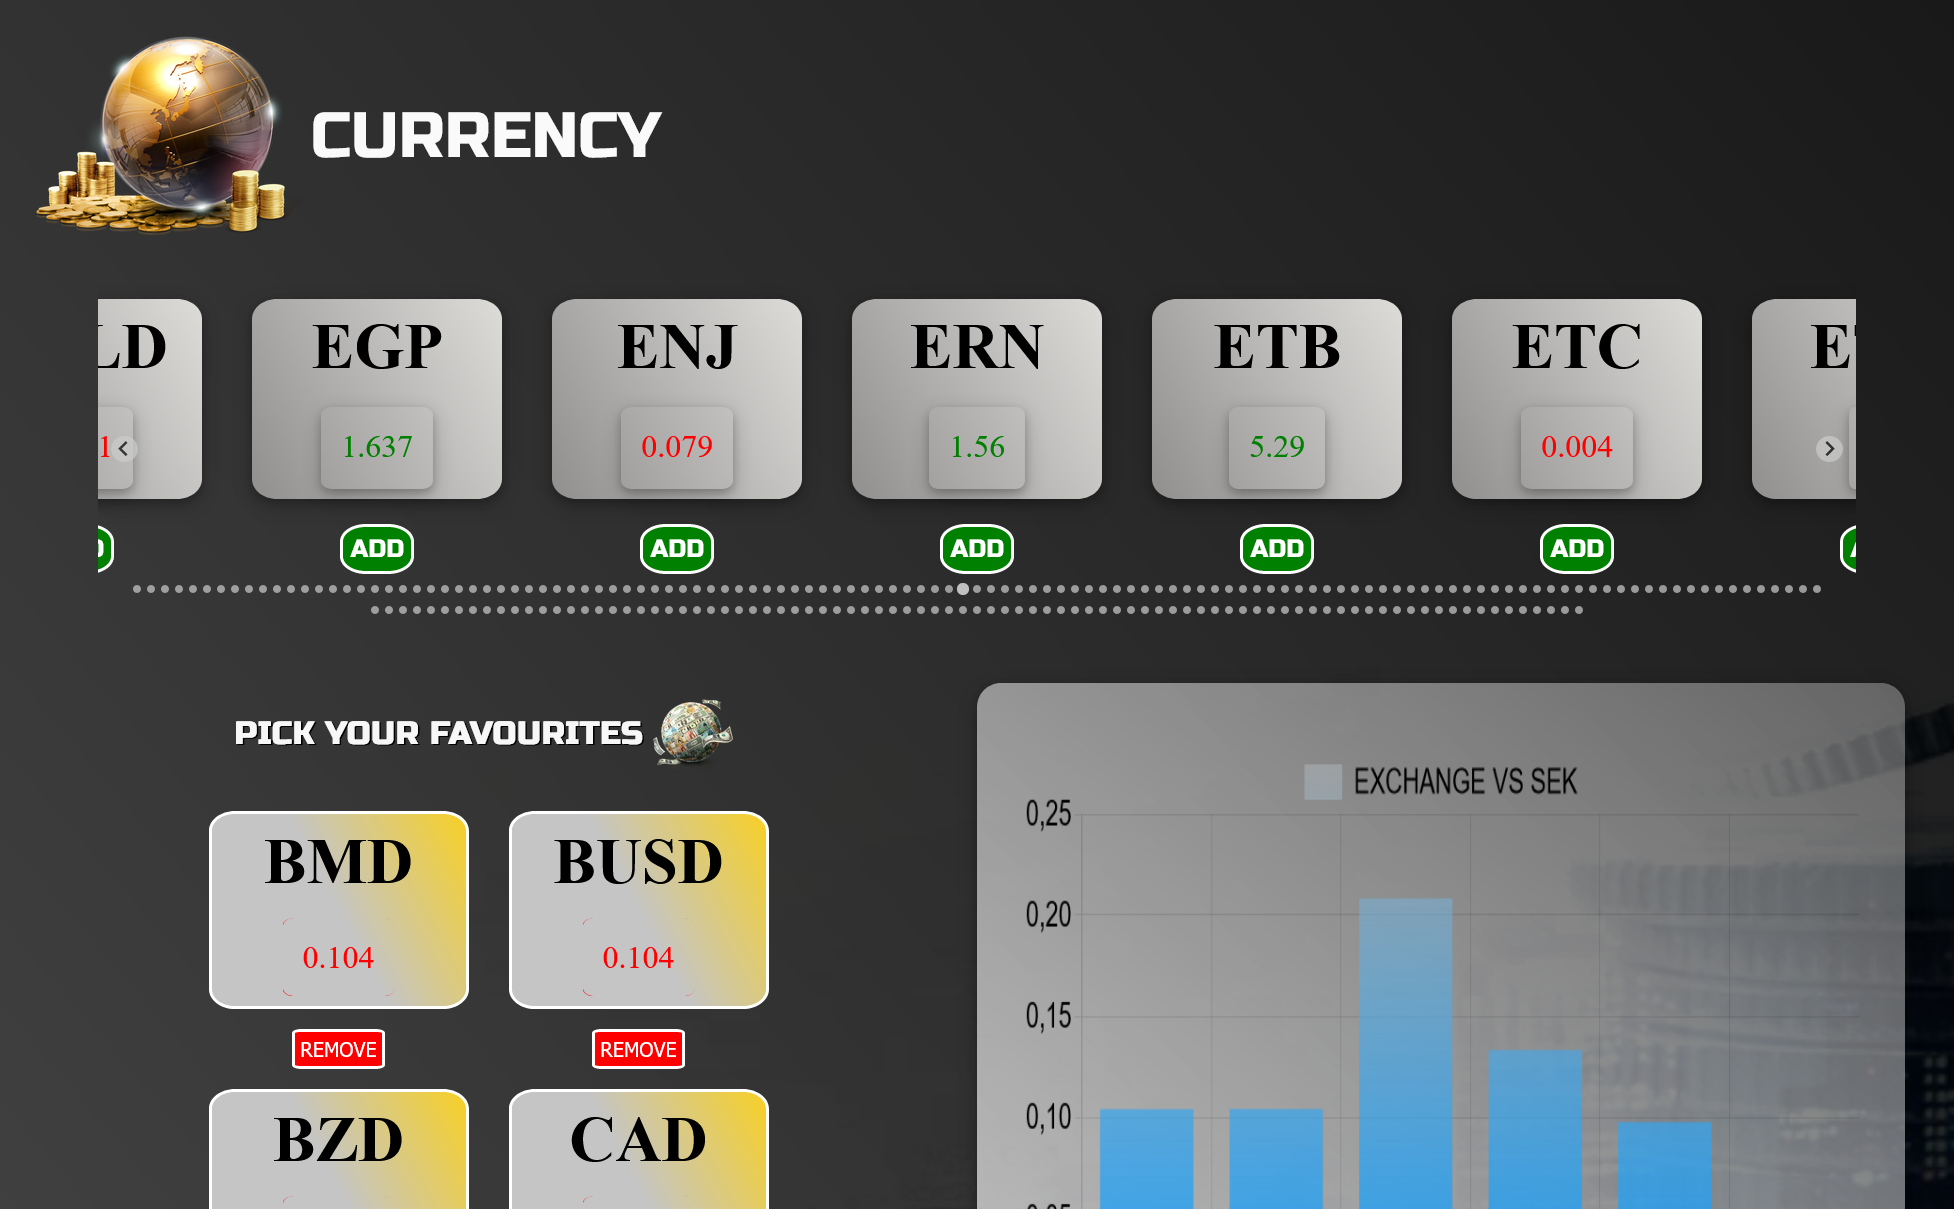 CURRENCY
LD EGP ENJ ERN ETB ETC
1 1.637 0.079 1.56 5.29 0.004
ADD ADD ADD ADD ADD
PICK YOUR FAVOURITES
BMD BUSD
0.104 0.104
REMOVE REMOVE
BZD CAD
EXCHANGE VS SEK
0,25
0,20
0,15
0,10